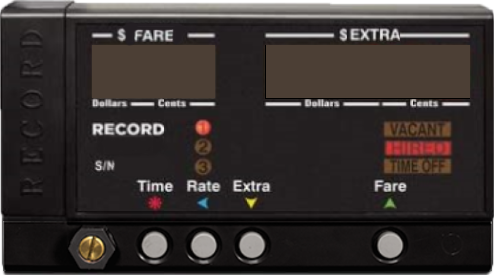 RECORD
$ FARE
$EXTRA
Dollars Cents
Dollars Cents
RECORD
1
VACANT
2
HIRED
S/N
3
TIME OFF
Time Rate Extra Fare